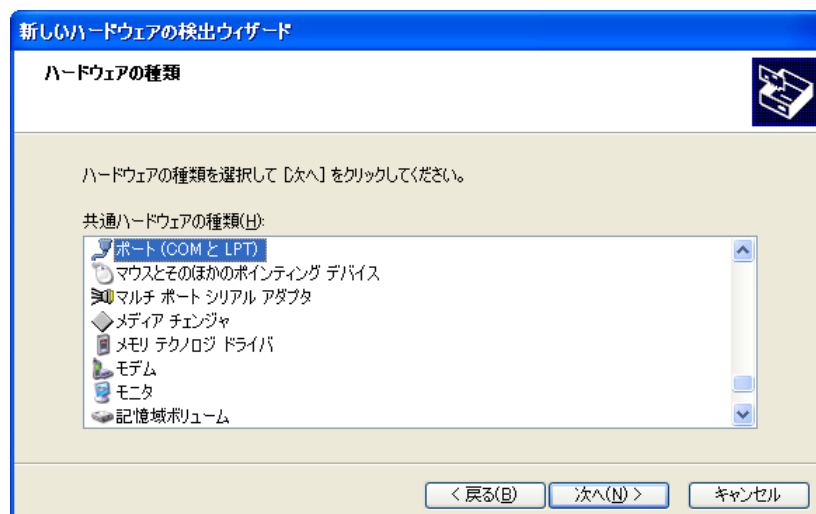 新しいハードウェアの検出ウィザード
ハードウェアの種類
ハードウェアの種類を選択して [次へ] をクリックしてください。
共通ハードウェアの種類(H):
ポート (COM と LPT)
マウスとそのほかのポインティング デバイス
マルチ ポート シリアル アダプタ
メディア チェンジャ
メモリ テクノロジ ドライバ
モデム
モニタ
記憶域ボリューム
< 戻る(B) 次へ(N) > キャンセル